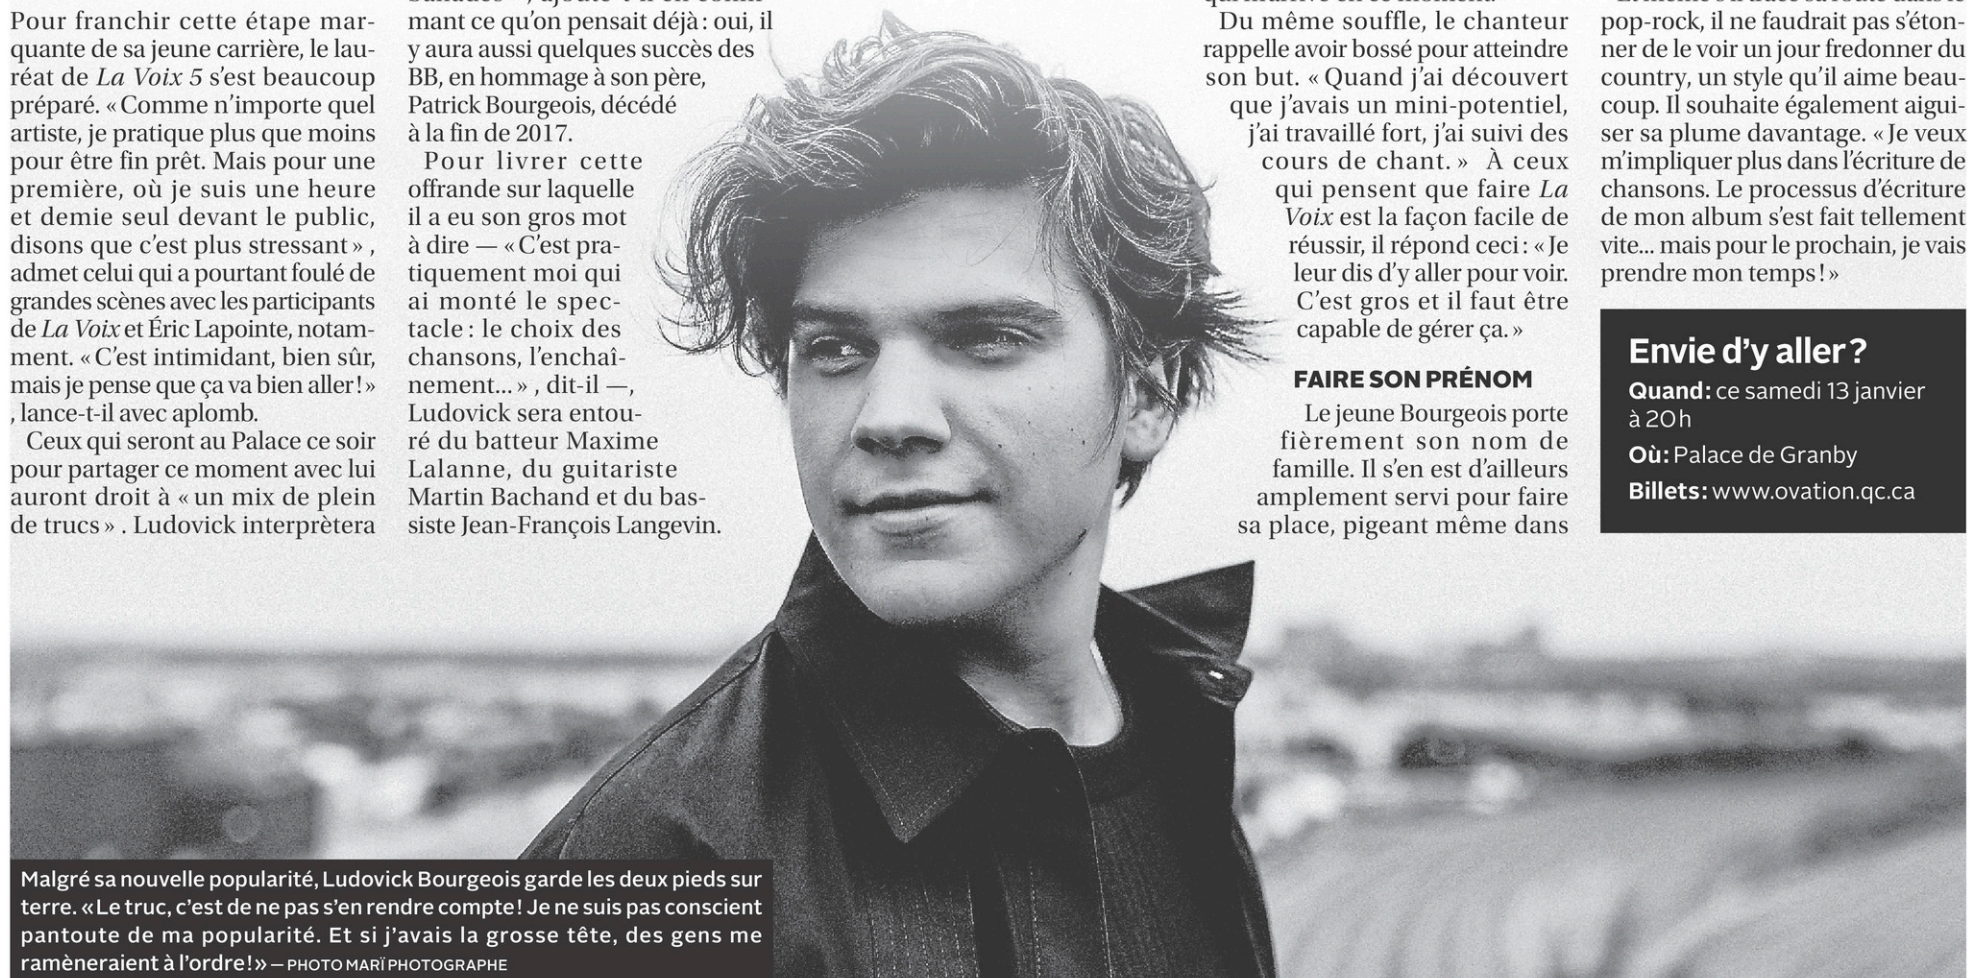 Pour franchir cette étape mar-
quante de sa jeune carrière, le lau-
réat de La Voix 5 s'est beaucoup
préparé. « Comme n'importe quel
artiste, je pratique plus que moins
pour être fin prêt. Mais pour une
première, où je suis une heure
et demie seul devant le public,
disons que c'est plus stressant » ,
admet celui qui a pourtant foulé de
grandes scènes avec les participants
de La Voix et Éric Lapointe, notam-
ment. « C'est intimidant, bien sûr,
mais je pense que ça va bien aller ! »
, lance-t-il avec aplomb.
Ceux qui seront au Palace ce soir
pour partager ce moment avec lui
auront droit à « un mix de plein
de trucs » . Ludovick interprètera
mant ce qu'on pensait déjà : oui, il
y aura aussi quelques succès des
BB, en hommage à son père,
Patrick Bourgeois, décédé
à la fin de 2017.
Pour livrer cette
offrande sur laquelle
il a eu son gros mot
à dire — « C'est pra-
tiquement moi qui
ai monté le spec-
tacle : le choix des
chansons, l'enchaî-
nement... » , dit-il —,
Ludovick sera entou-
ré du batteur Maxime
Lalanne, du guitariste
Martin Bachand et du bas-
siste Jean-François Langevin.
Du même souffle, le chanteur
rappelle avoir bossé pour atteindre
son but. « Quand j'ai découvert
que j'avais un mini-potentiel,
j'ai travaillé fort, j'ai suivi des
cours de chant. » À ceux
qui pensent que faire La
Voix est la façon facile de
réussir, il répond ceci : « Je
leur dis d'y aller pour voir.
C'est gros et il faut être
capable de gérer ça. »
FAIRE SON PRÉNOM
Le jeune Bourgeois porte
fièrement son nom de
famille. Il s'en est d'ailleurs
amplement servi pour faire
sa place, pigeant même dans
pop-rock, il ne faudrait pas s'éton-
ner de le voir un jour fredonner du
country, un style qu'il aime beau-
coup. Il souhaite également aigui-
ser sa plume davantage. « Je veux
m'impliquer plus dans l'écriture de
chansons. Le processus d'écriture
de mon album s'est fait tellement
vite... mais pour le prochain, je vais
prendre mon temps ! »
Envie d'y aller ?
Quand : ce samedi 13 janvier
à 20 h
Où : Palace de Granby
Billets : www.ovation.qc.ca
Malgré sa nouvelle popularité, Ludovick Bourgeois garde les deux pieds sur
terre. « Le truc, c'est de ne pas s'en rendre compte ! Je ne suis pas conscient
pantoute de ma popularité. Et si j'avais la grosse tête, des gens me
ramèneraient à l'ordre ! » — PHOTO MARÏ PHOTOGRAPHE